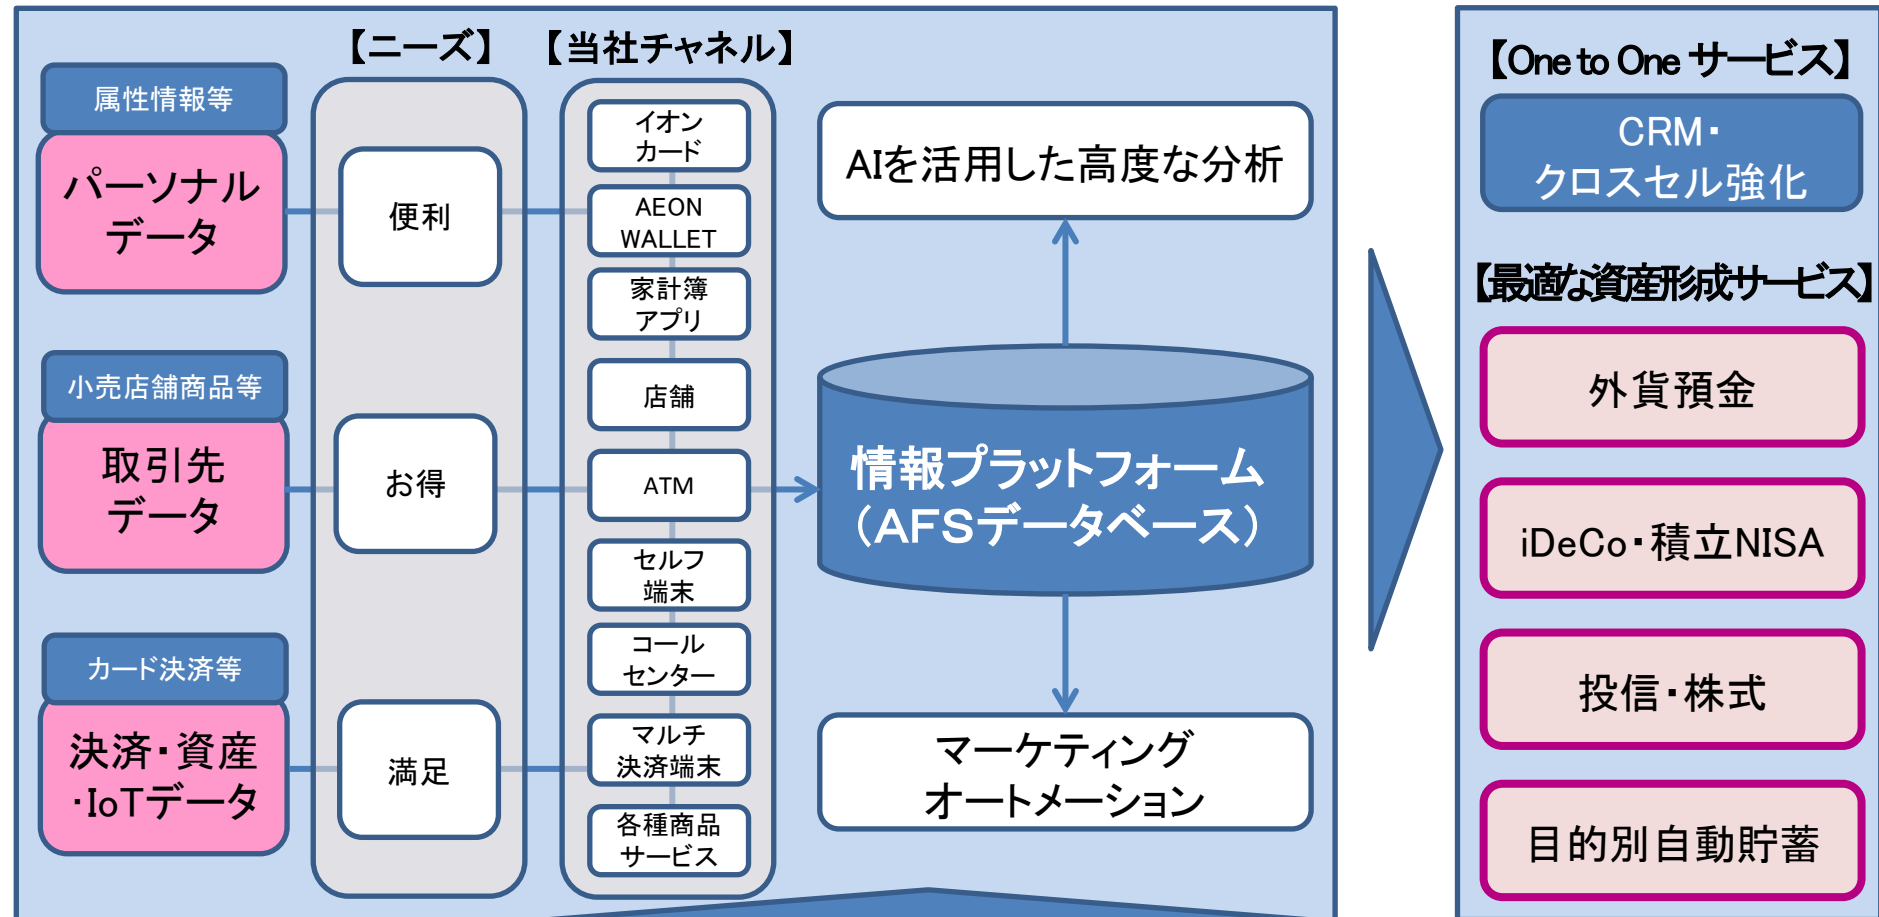 【ニーズ】
【当社チャネル】
属性情報等
パーソナル
データ
小売店舗商品等
取引先
データ
カード決済等
決済・資産
・IoTデータ
便利
お得
満足
イオン
カード
AEON
WALLET
家計簿
アプリ
店舗
ATM
セルフ
端末
コール
センター
マルチ
決済端末
各種商品
サービス
AIを活用した高度な分析
情報プラットフォーム
（AFSデータベース）
マーケティング
オートメーション
【One to One サービス】
CRM・
クロスセル強化
【最適な資産形成サービス】
外貨預金
iDeCo・積立NISA
投信・株式
目的別自動貯蓄